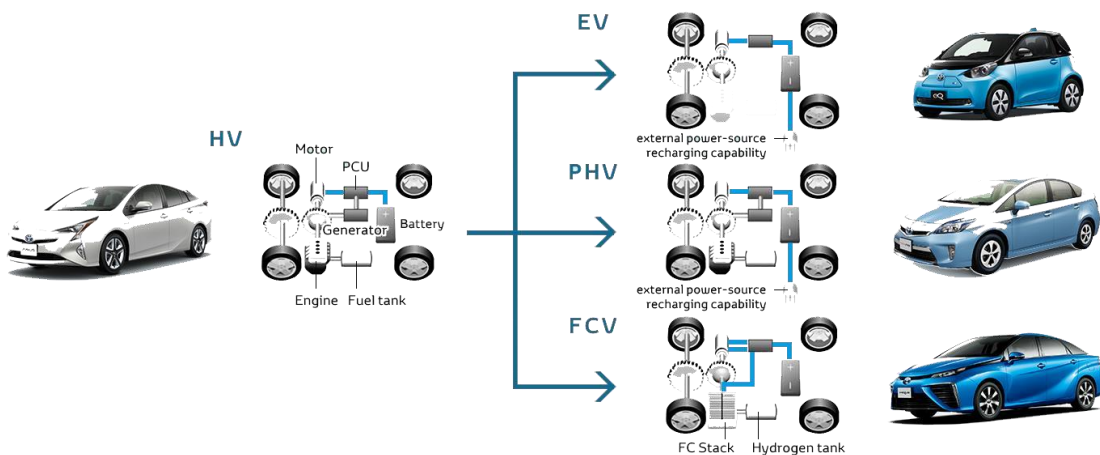 HV
Motor
PCU
Generator
Battery
Engine
Fuel tank
EV
external power-source
recharging capability
eQ
PHV
external power-source
recharging capability
FCV
FC Stack
Hydrogen tank